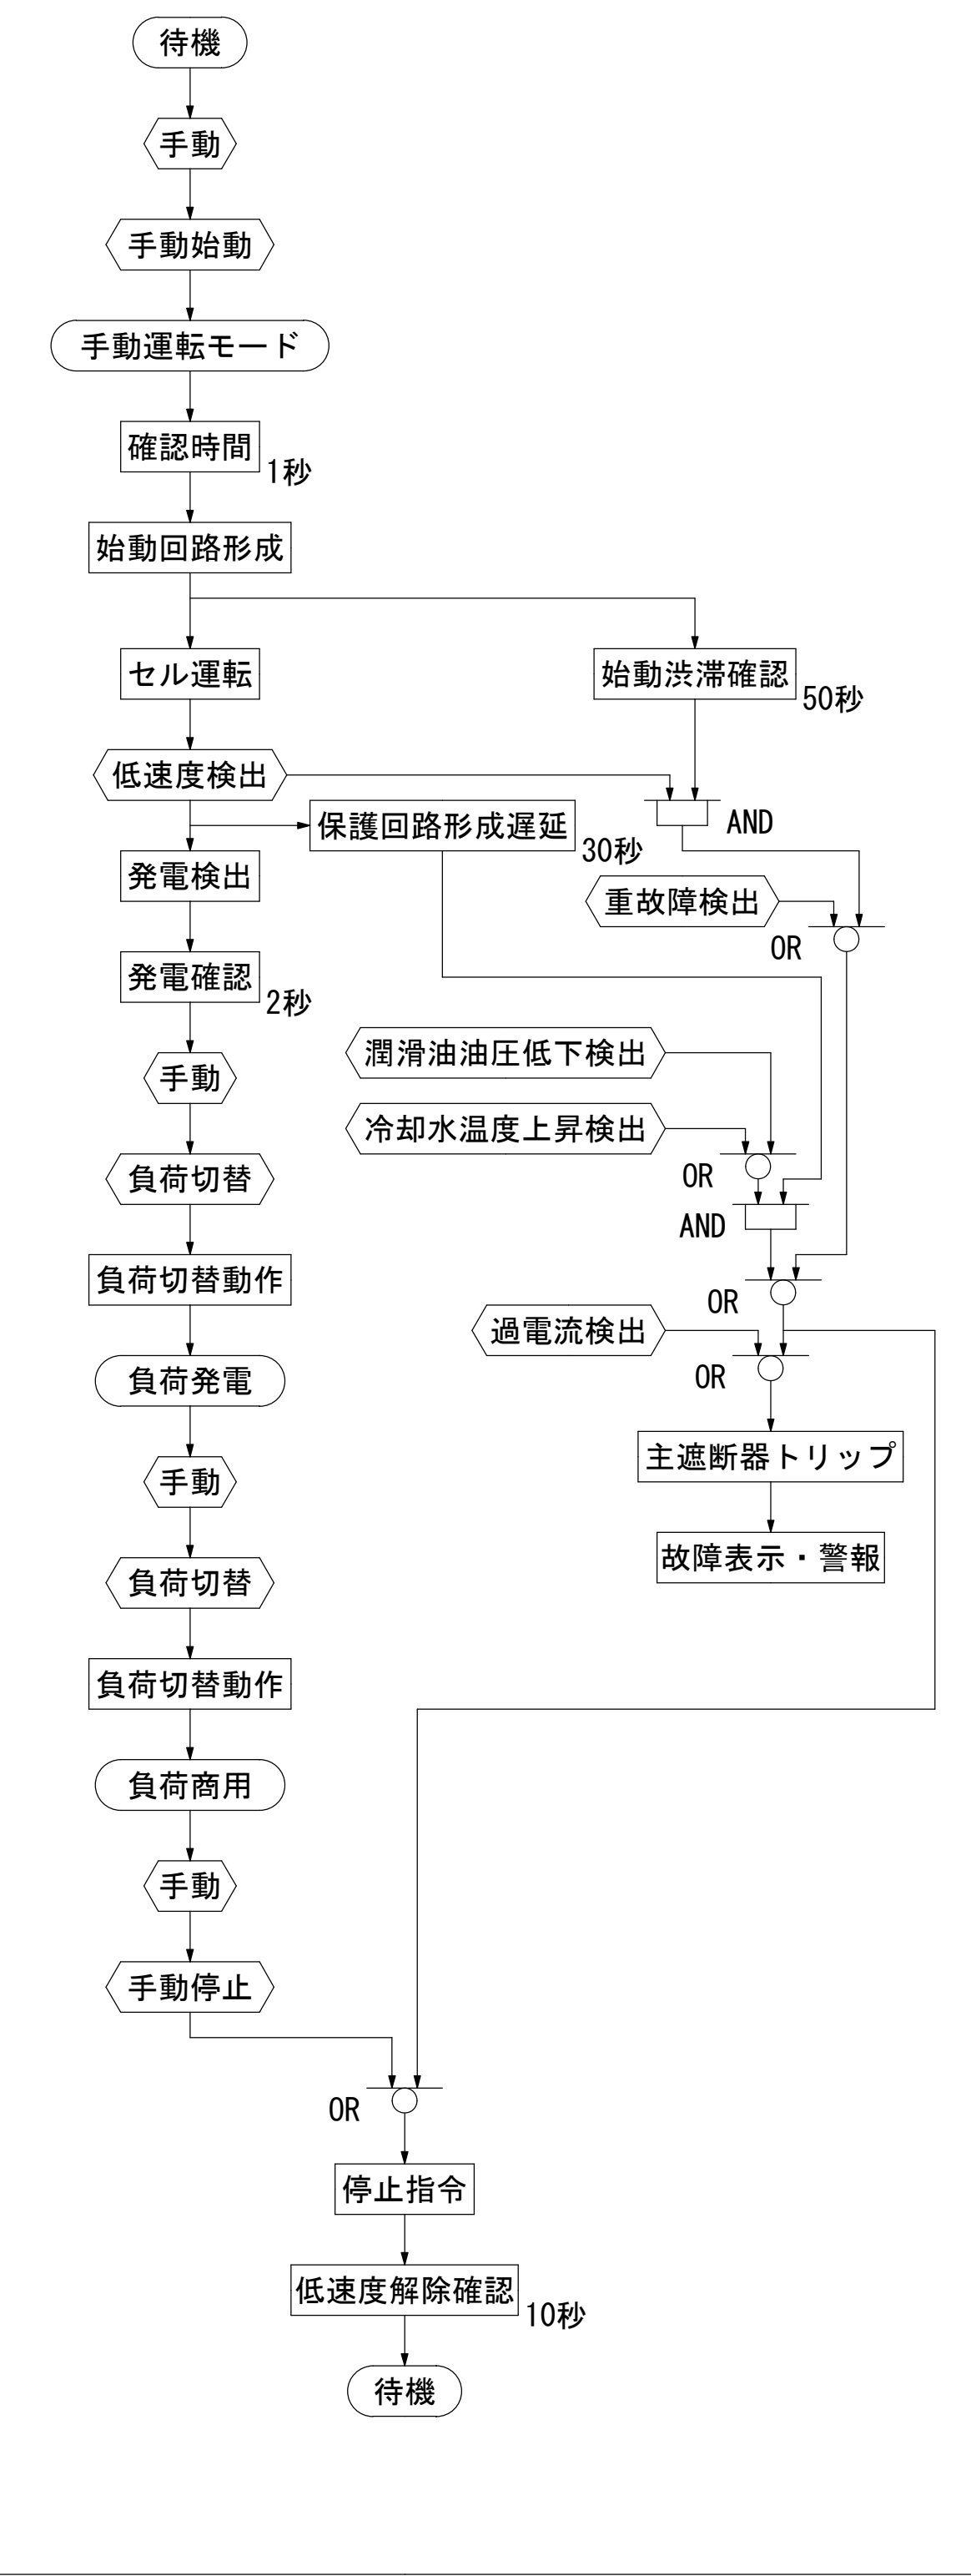 待機
手動
手動始動
手動運転モード
確認時間
1秒
始動回路形成
セル運転
始動渋滞確認
50秒
低速度検出
保護回路形成遅延
30秒
AND
発電検出
重故障検出
OR
発電確認
2秒
潤滑油油圧低下検出
手動
冷却水温度上昇検出
OR
負荷切替
AND
負荷切替動作
OR
過電流検出
OR
負荷発電
主遮断器トリップ
手動
故障表示・警報
負荷切替
負荷切替動作
負荷商用
手動
手動停止
OR
停止指令
低速度解除確認
10秒
待機